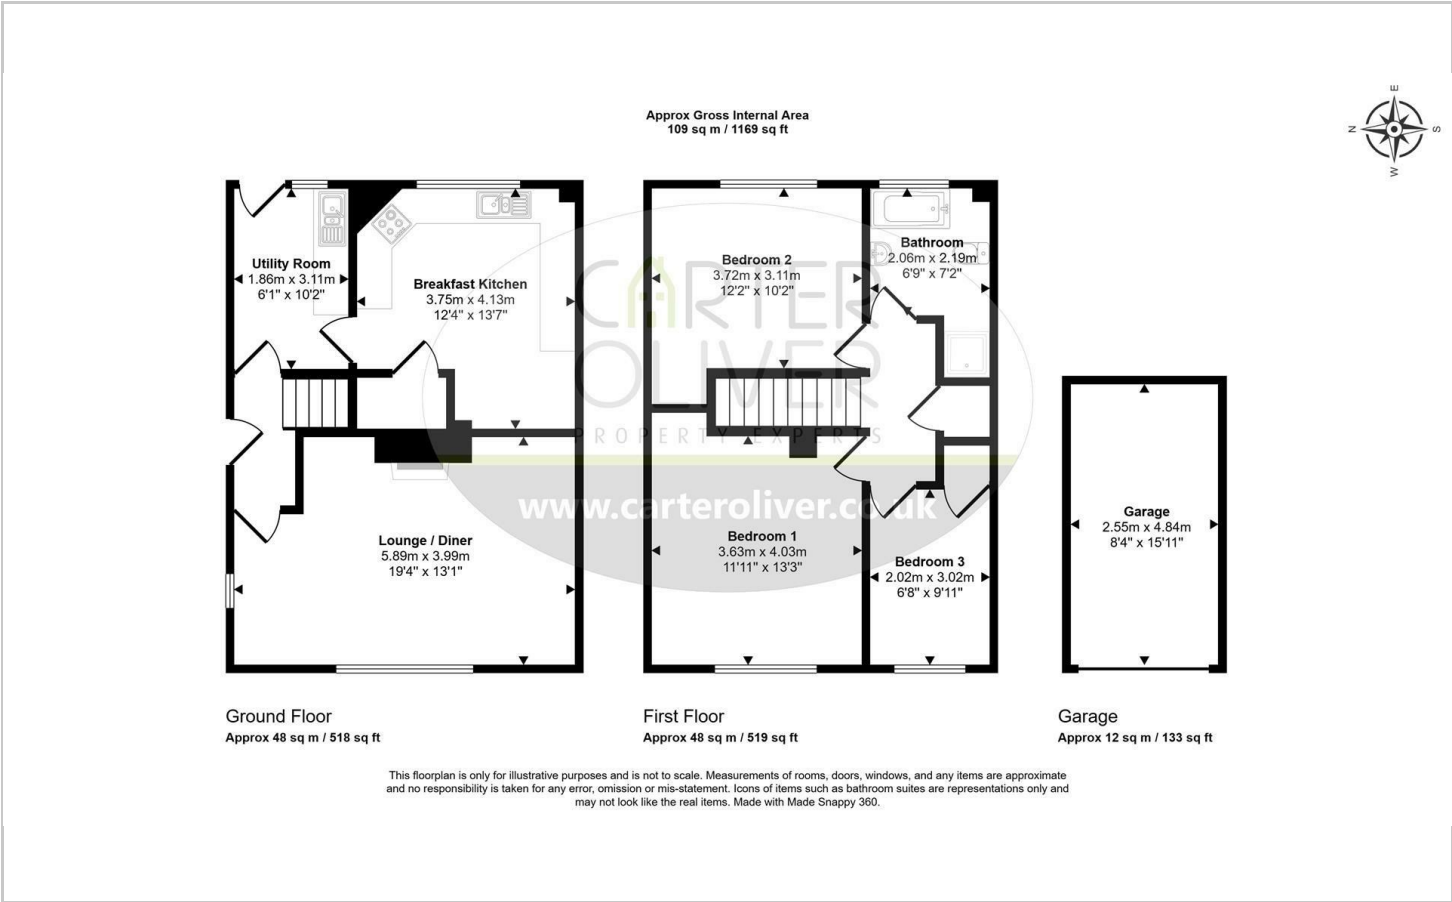 Approx Gross Internal Area
109 sq m / 1169 sq ft
E
N
S
W
Utility Room
1.86m x 3.11m
6'1" x 10'2"
Breakfast Kitchen
3.75m x 4.13m
12'4" x 13'7"
Lounge / Diner
5.89m x 3.99m
19'4" x 13'1"
Bedroom 2
3.72m x 3.11m
12'2" x 10'2"
Bathroom
2.06m x 2.19m
6'9" x 7'2"
CARTER
OLIVER
PROPERTY EXPERTS
www.carteroliver.co.uk
Bedroom 1
3.63m x 4.03m
11'11" x 13'3"
Bedroom 3
2.02m x 3.02m
6'8" x 9'11"
Garage
2.55m x 4.84m
8'4" x 15'11"
Ground Floor
Approx 48 sq m / 518 sq ft
First Floor
Approx 48 sq m / 519 sq ft
Garage
Approx 12 sq m / 133 sq ft
This floorplan is only for illustrative purposes and is not to scale. Measurements of rooms, doors, windows, and any items are approximate
and no responsibility is taken for any error, omission or mis-statement. Icons of items such as bathroom suites are representations only and
may not look like the real items. Made with Made Snappy 360.